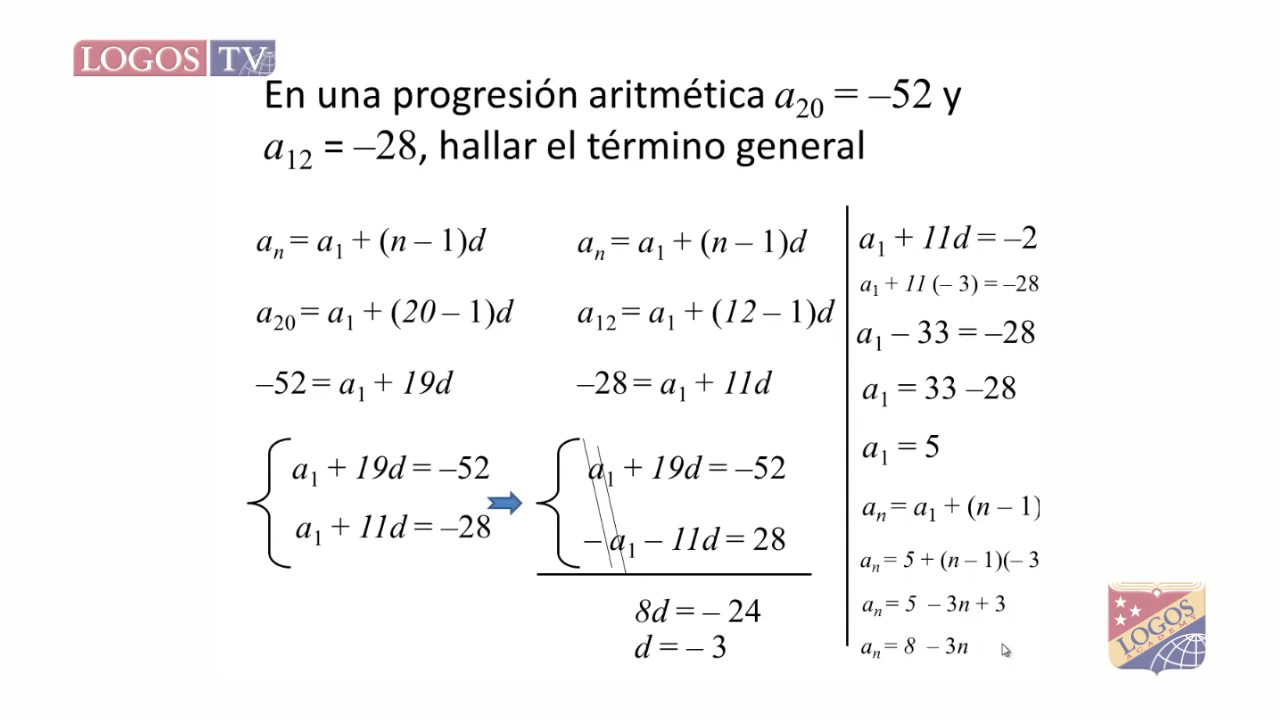 LOGOS TV
En una progresión aritmética a₂₀ = –52 y
a₁₂ = –28, hallar el término general
aₙ = a₁ + (n – 1)d
a₂₀ = a₁ + (20 – 1)d
–52 = a₁ + 19d
a₁ + 19d = –52
a₁ + 11d = –28
aₙ = a₁ + (n – 1)d
a₁₂ = a₁ + (12 – 1)d
–28 = a₁ + 11d
a₁ + 19d = –52
– a₁ – 11d = 28
8d = – 24
d = – 3
a₁ + 11d = –2
a₁ + 11 (– 3) = –28
a₁ – 33 = –28
a₁ = 33 –28
a₁ = 5
aₙ = a₁ + (n – 1)
aₙ = 5 + (n – 1)(– 3
aₙ = 5 – 3n + 3
aₙ = 8 – 3n
LOGOS
ACADEMY